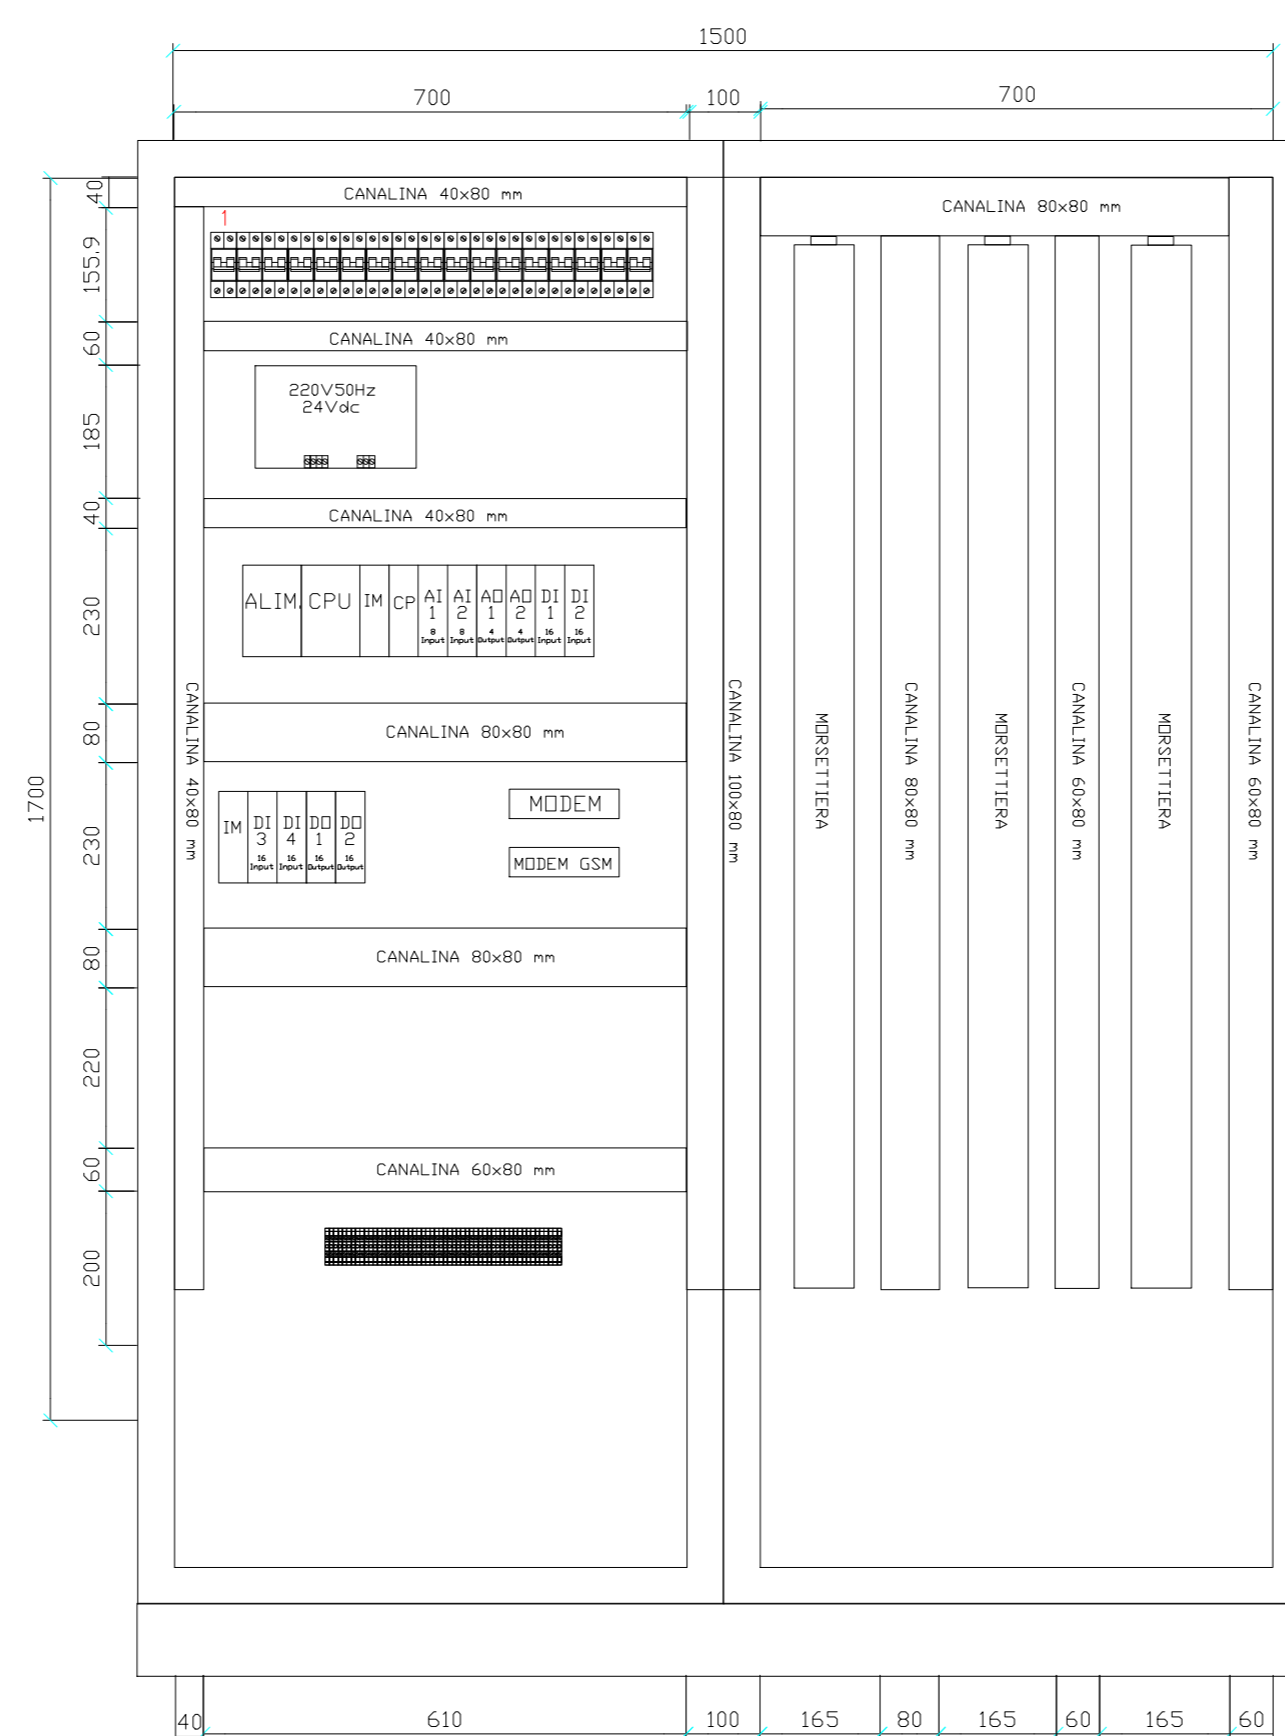 1500
700
100
700
40
155.9
60
185
40
230
80
230
80
220
60
200
1700
CANALINA 40x80 mm
1
CANALINA 40x80 mm
220V50Hz
24Vdc
CANALINA 40x80 mm
ALIM.
CPU
IM
CP
AI
1
8
Input
AI
2
8
Input
AO
1
4
Output
AO
2
4
Output
DI
1
16
Input
DI
2
16
Input
CANALINA 80x80 mm
IM
DI
3
16
Input
DI
4
16
Input
DO
1
16
Output
DO
2
16
Output
MODEM
MODEM GSM
CANALINA 80x80 mm
CANALINA 60x80 mm
CANALINA 40x80 mm
CANALINA 100x80 mm
CANALINA 80x80 mm
MORSETTIERA
CANALINA 80x80 mm
MORSETTIERA
CANALINA 60x80 mm
MORSETTIERA
CANALINA 60x80 mm
40
610
100
165
80
165
60
165
60